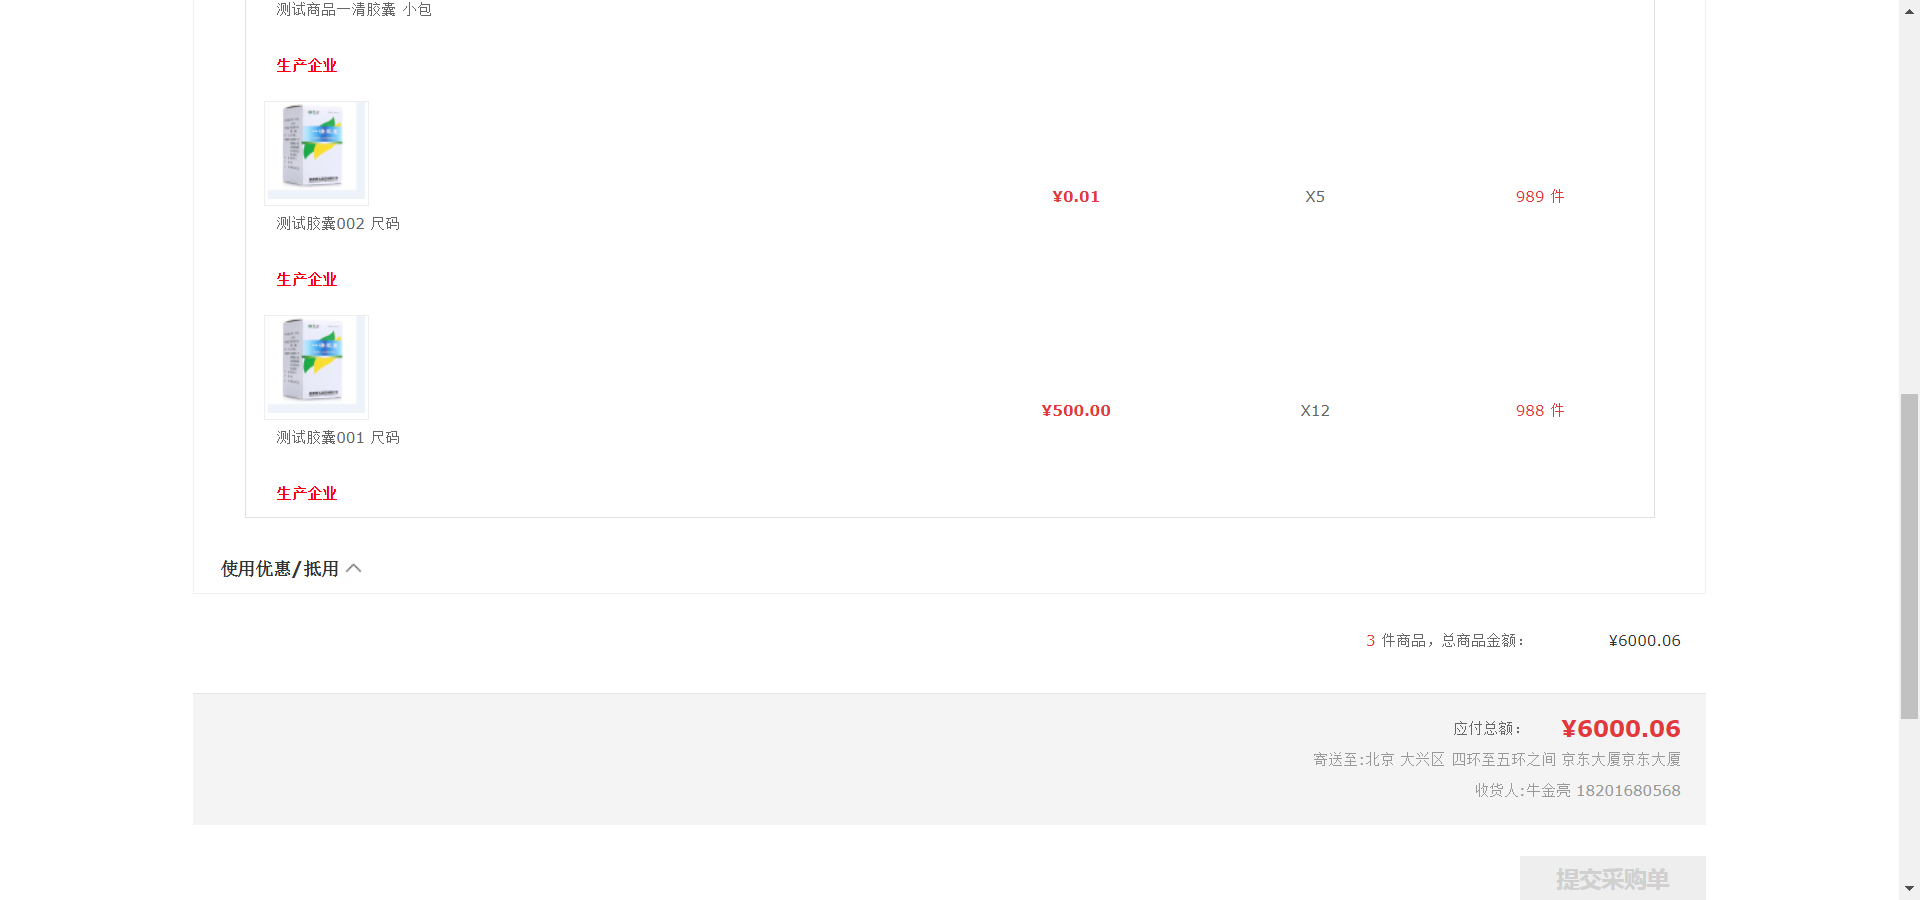 测试商品一清胶囊 小包
生产企业
¥0.01 X5 989 件
测试胶囊002 尺码
生产企业
¥500.00 X12 988 件
测试胶囊001 尺码
生产企业
使用优惠/抵用
3 件商品，总商品金额： ¥6000.06
应付总额： ¥6000.06
寄送至:北京 大兴区 四环至五环之间 京东大厦京东大厦
收货人:牛金亮 18201680568
提交采购单